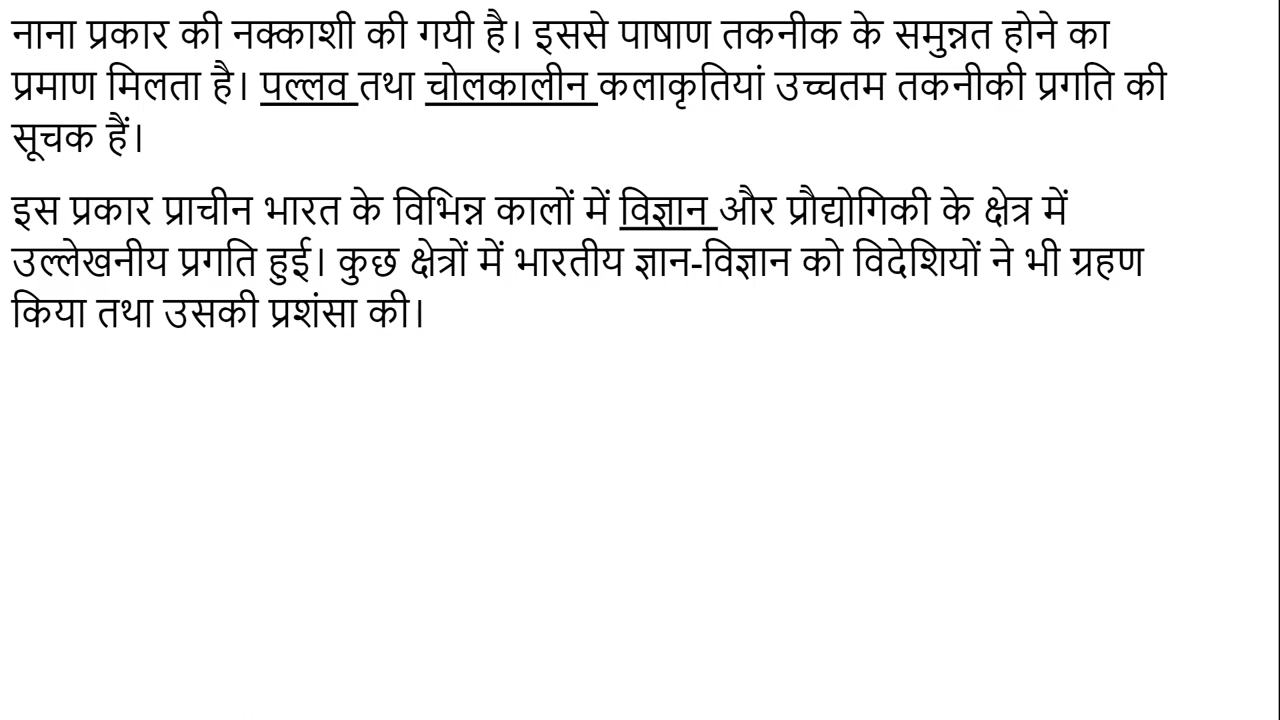 नाना प्रकार की नक्काशी की गयी है। इससे पाषाण तकनीक के समुन्नत होने का
प्रमाण मिलता है। पल्लव तथा चोलकालीन कलाकृतियां उच्चतम तकनीकी प्रगति की
सूचक हैं।
इस प्रकार प्राचीन भारत के विभिन्न कालों में विज्ञान और प्रौद्योगिकी के क्षेत्र में
उल्लेखनीय प्रगति हुई। कुछ क्षेत्रों में भारतीय ज्ञान-विज्ञान को विदेशियों ने भी ग्रहण
किया तथा उसकी प्रशंसा की।